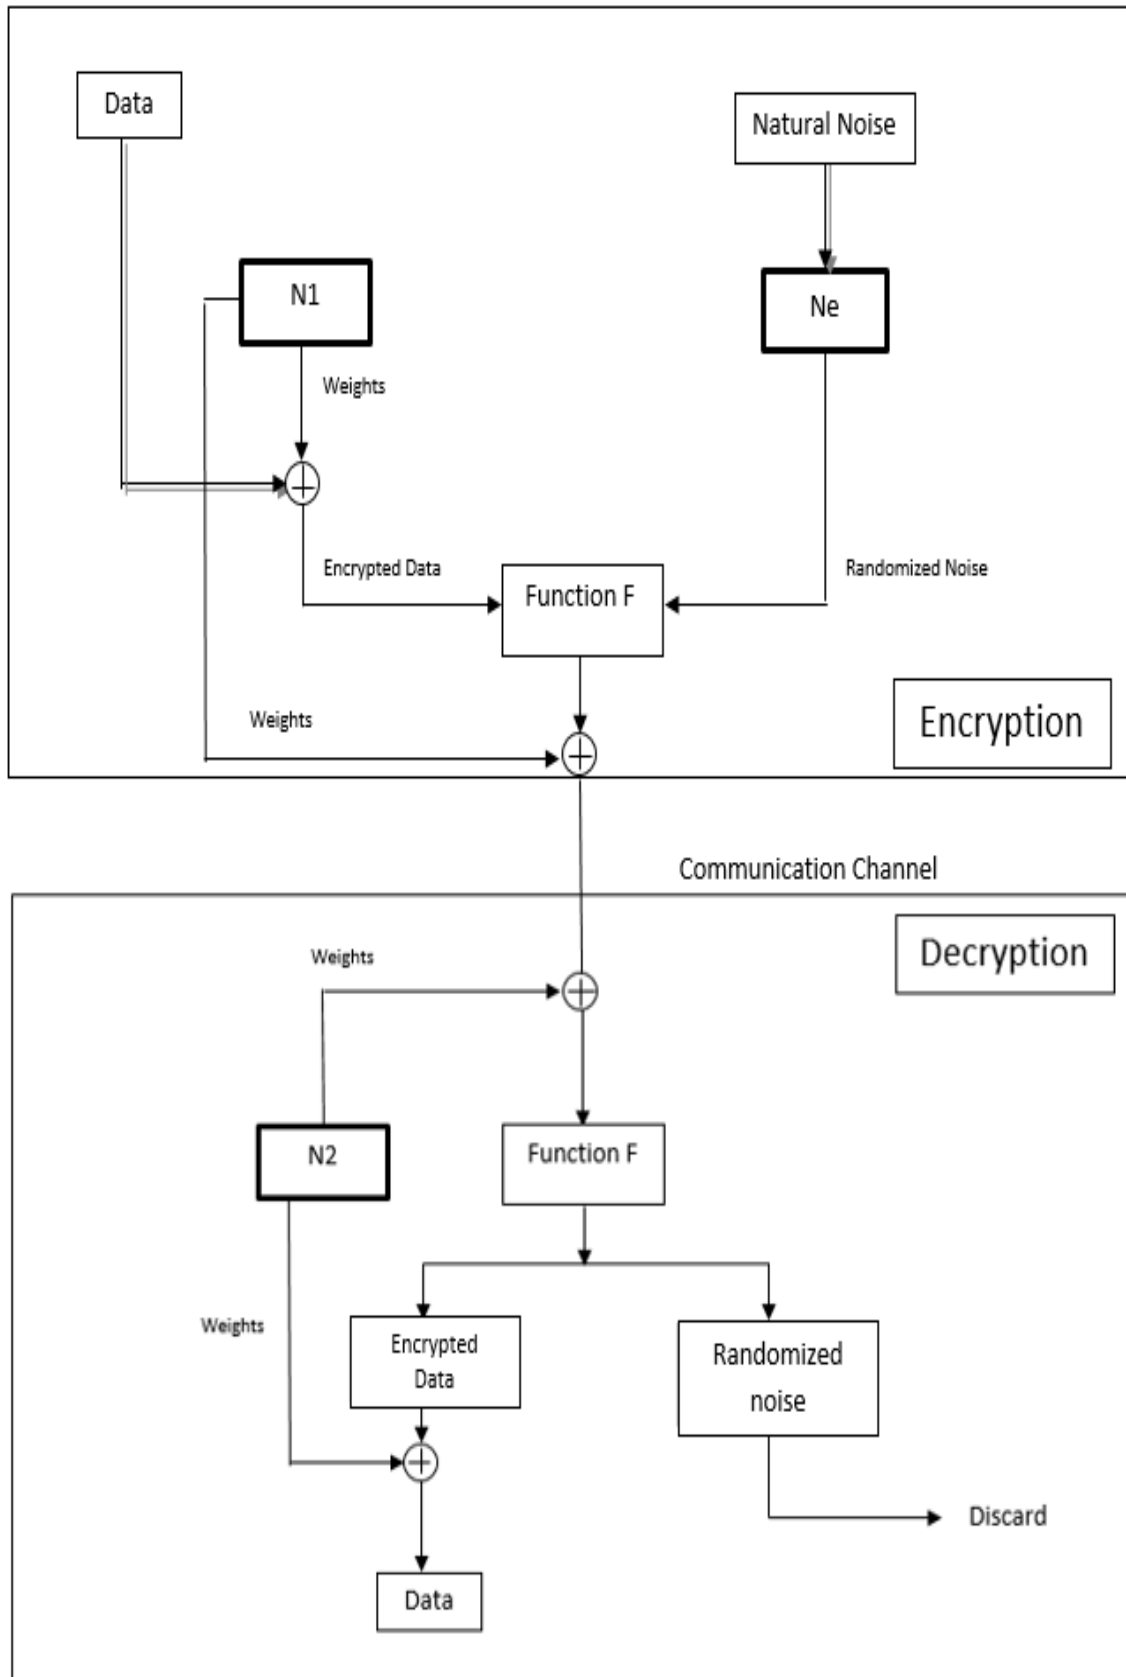 Data
Natural Noise
N1
Ne
Weights
Encrypted Data
Function F
Randomized Noise
Weights
Encryption
Communication Channel
Decryption
Weights
N2
Function F
Weights
Encrypted
Data
Randomized
noise
Discard
Data